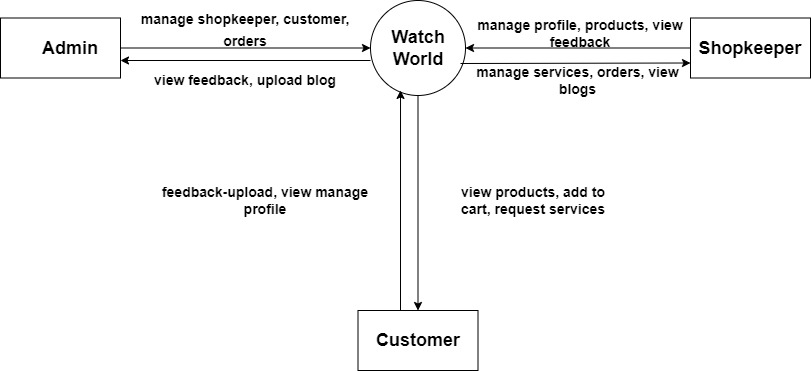 Admin
manage shopkeeper, customer,
orders
view feedback, upload blog
Watch
World
manage profile, products, view
feedback
manage services, orders, view
blogs
Shopkeeper
feedback-upload, view manage
profile
view products, add to
cart, request services
Customer